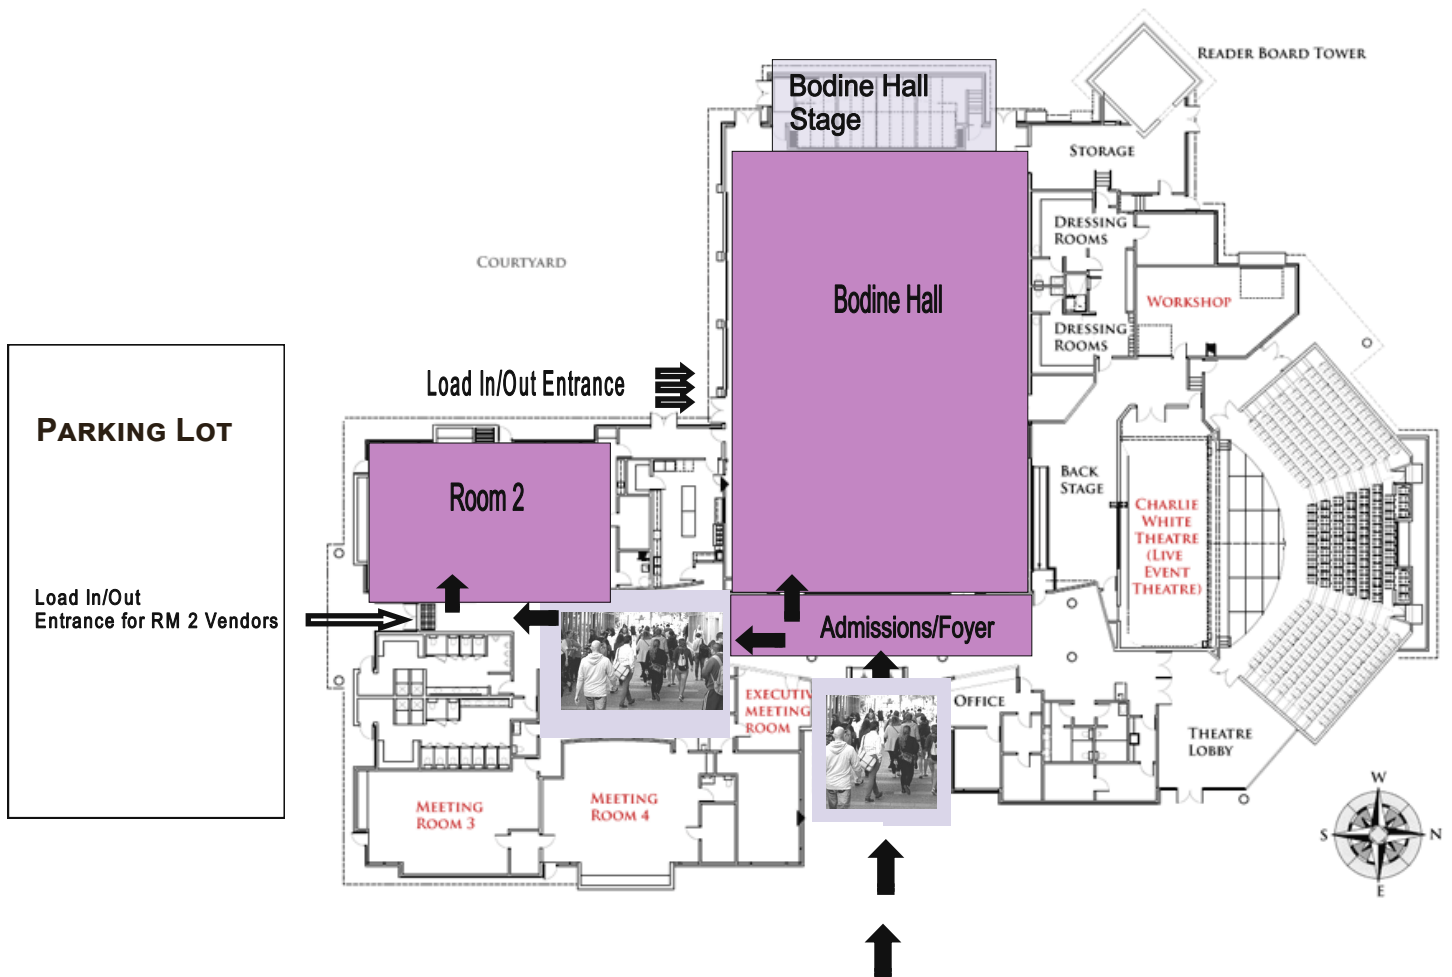 READER BOARD TOWER
Bodine Hall
Stage
STORAGE
DRESSING
ROOMS
COURTYARD
Bodine Hall
WORKSHOP
DRESSING
ROOMS
Load In/Out Entrance
PARKING LOT
Room 2
BACK
STAGE
CHARLIE
WHITE
THEATRE
(LIVE
EVENT
THEATRE)
Load In/Out
Entrance for RM 2 Vendors
Admissions/Foyer
EXECUTIV
MEETING
ROOM
OFFICE
THEATRE
LOBBY
MEETING
ROOM 3
MEETING
ROOM 4
W
S
N
E